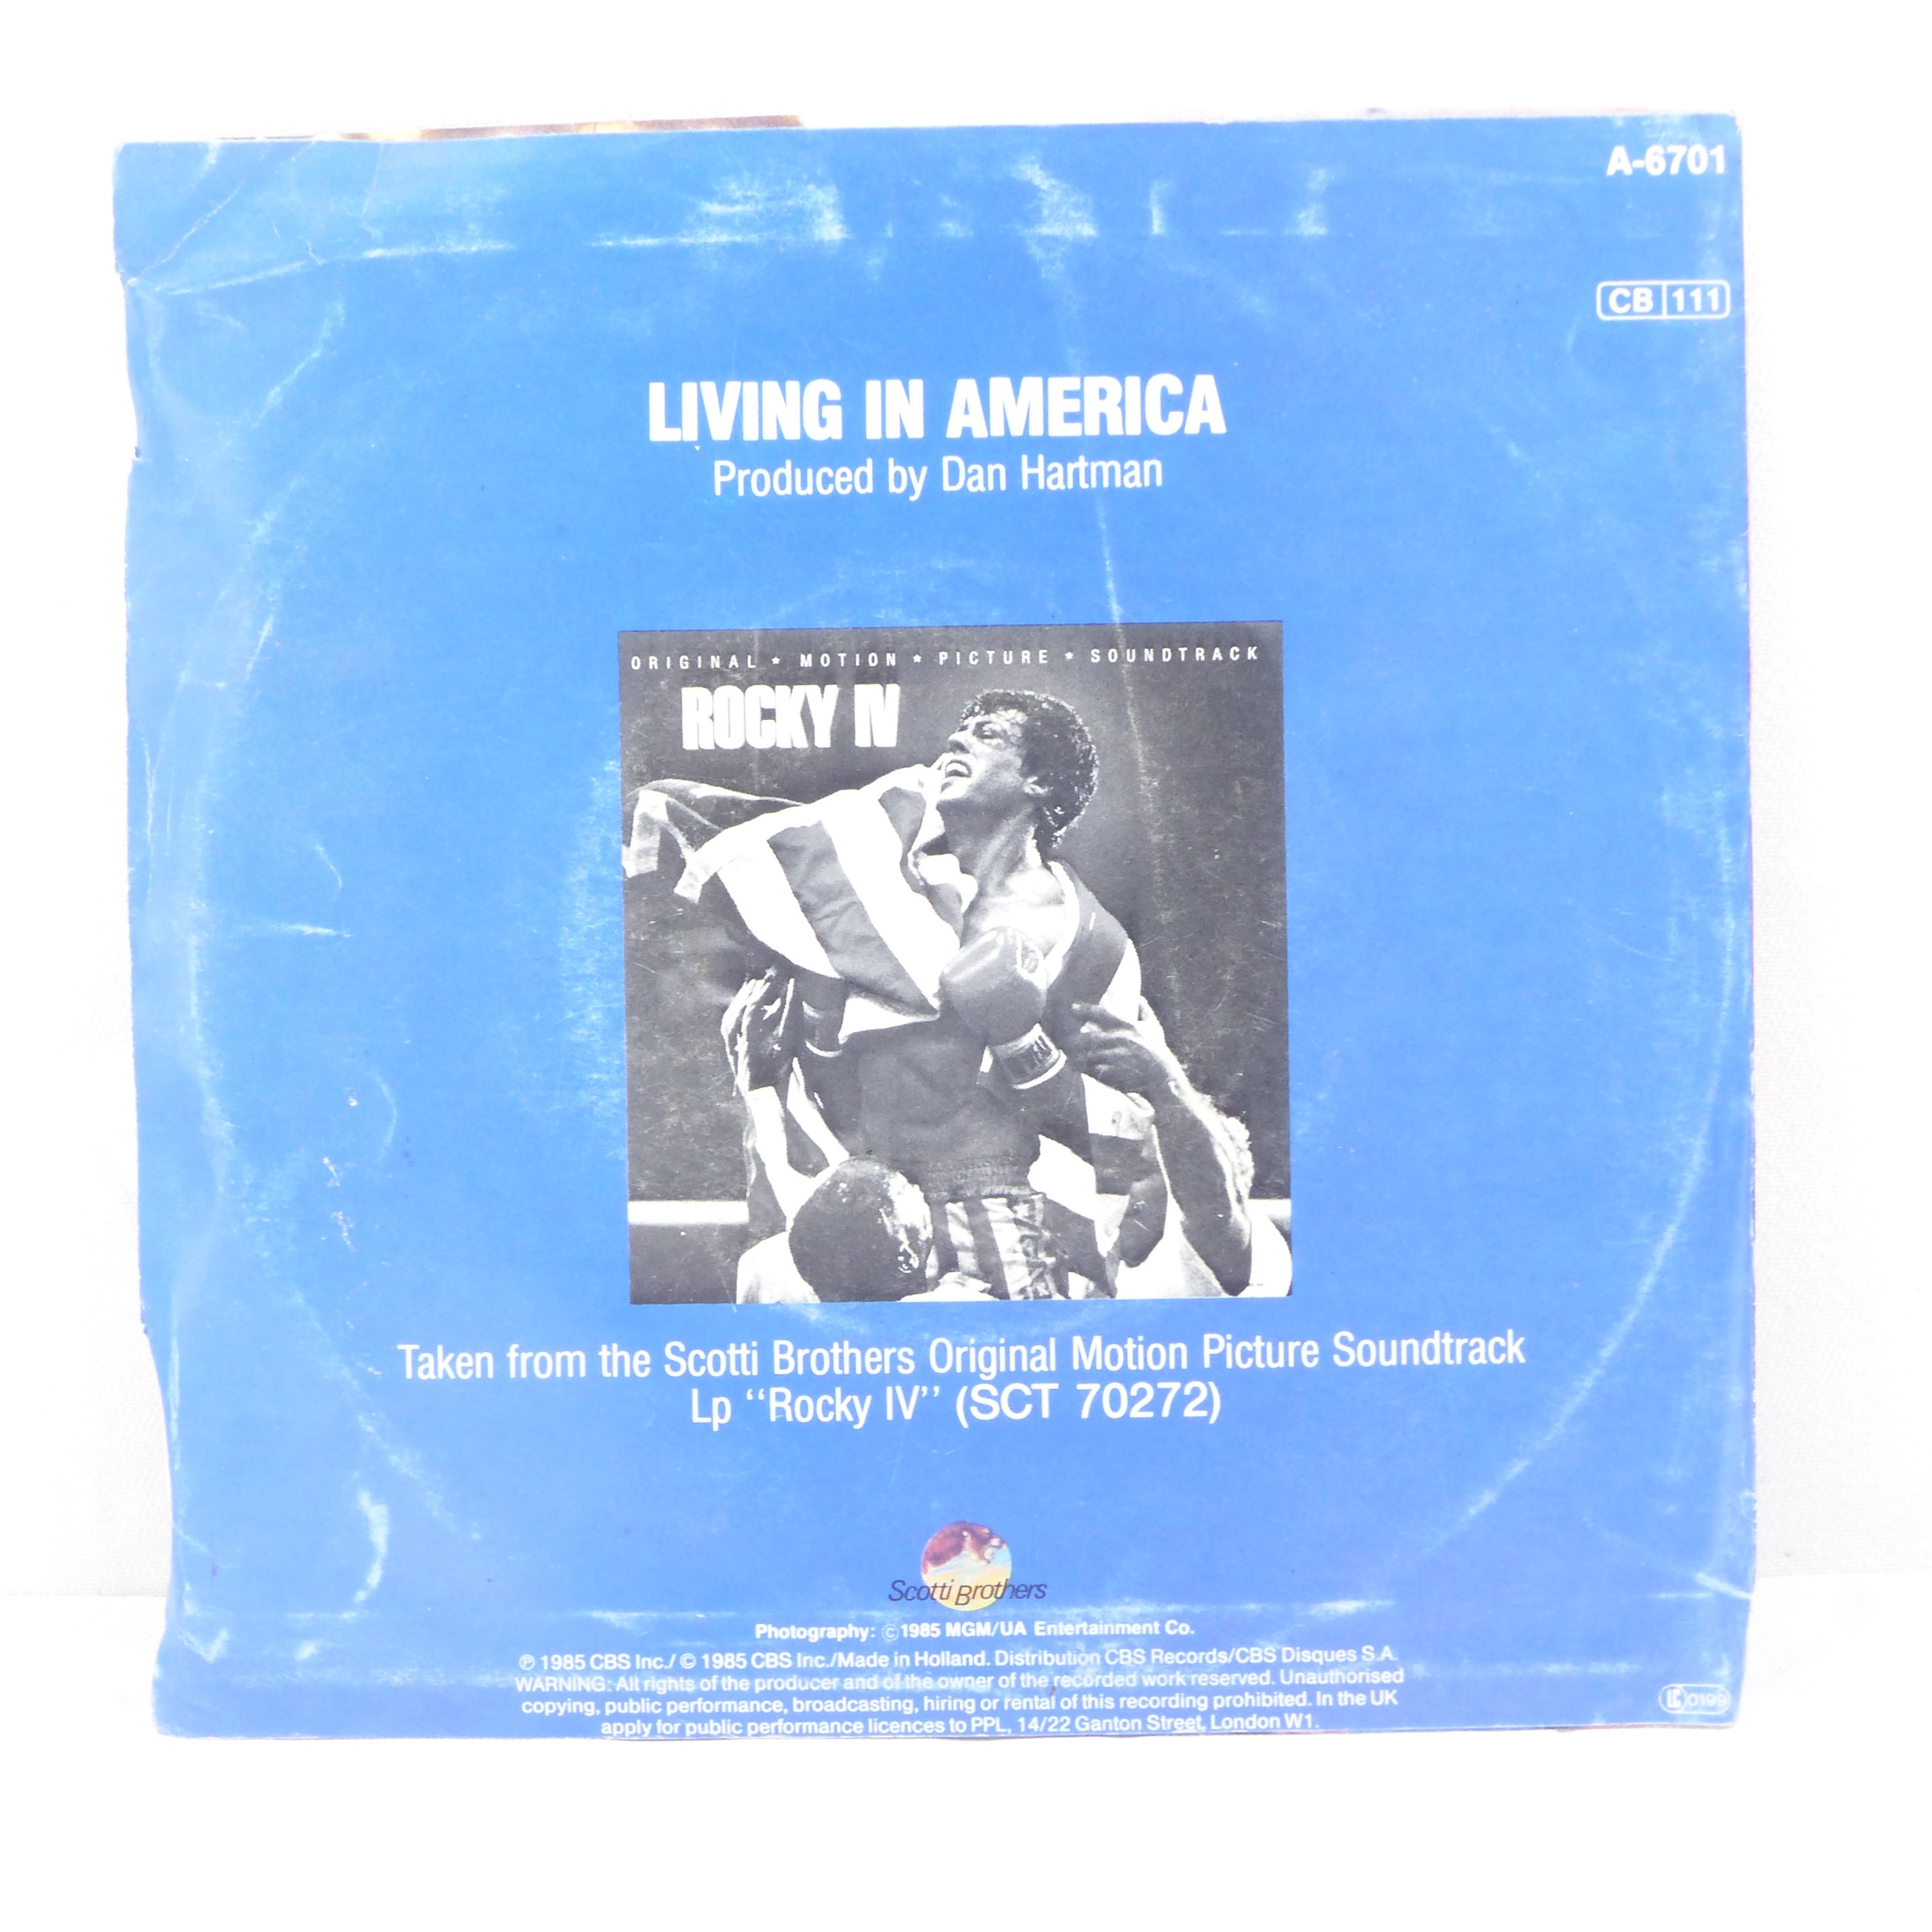 A-6701
CB 111
LIVING IN AMERICA
Produced by Dan Hartman
ORIGINAL * MOTION * PICTURE * SOUNDTRACK
ROCKY IV
Taken from the Scotti Brothers Original Motion Picture Soundtrack
Lp “Rocky IV” (SCT 70272)
Scotti Brothers
Photography: ©1985 MGM/UA Entertainment Co.
℗ 1985 CBS Inc./ © 1985 CBS Inc./Made in Holland. Distribution CBS Records/CBS Disques S.A.
WARNING: All rights of the producer and of the owner of the recorded work reserved. Unauthorised
copying, public performance, broadcasting, hiring or rental of this recording prohibited. In the UK
apply for public performance licences to PPL, 14/22 Ganton Street, London W1.
LC 0199